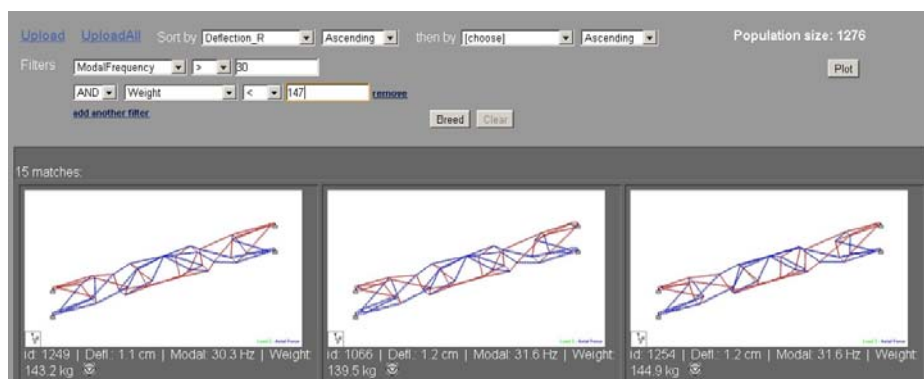 Upload UploadAll Sort by Deflection_R Ascending then by [choose] Ascending Population size: 1276
Filters ModalFrequency > 30 Plot
AND Weight < 147 remove
add another filter
Breed Clear
15 matches:
id: 1249 | Defl.: 1.1 cm | Modal: 30.3 Hz | Weight:
143.2 kg
id: 1066 | Defl.: 1.2 cm | Modal: 31.6 Hz | Weight:
139.5 kg
id: 1254 | Defl.: 1.2 cm | Modal: 31.6 Hz | Weight:
144.9 kg